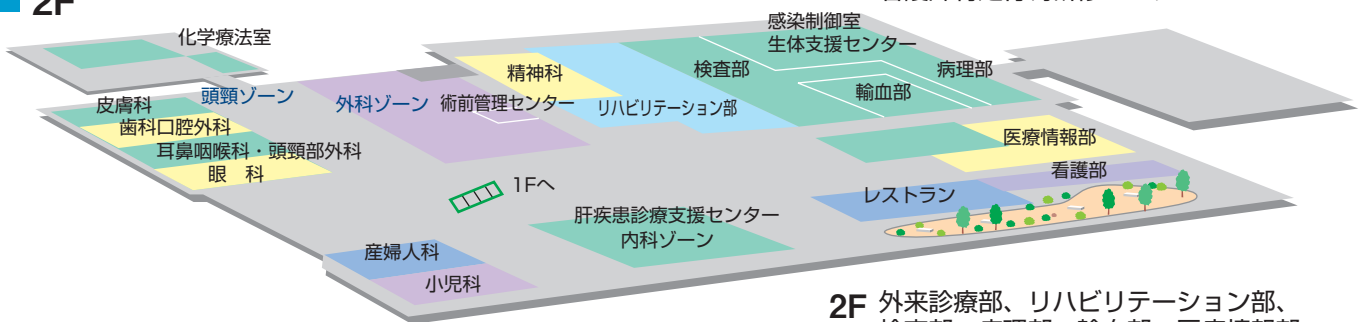 2F
化学療法室
感染制御室
生体支援センター
精神科
検査部
病理部
皮膚科
頭頸ゾーン
外科ゾーン
術前管理センター
リハビリテーション部
輸血部
歯科口腔外科
耳鼻咽喉科・頭頸部外科
眼 科
医療情報部
看護部
1Fへ
レストラン
肝疾患診療支援センター
内科ゾーン
産婦人科
小児科
2F 外来診療部、リハビリテーション部、